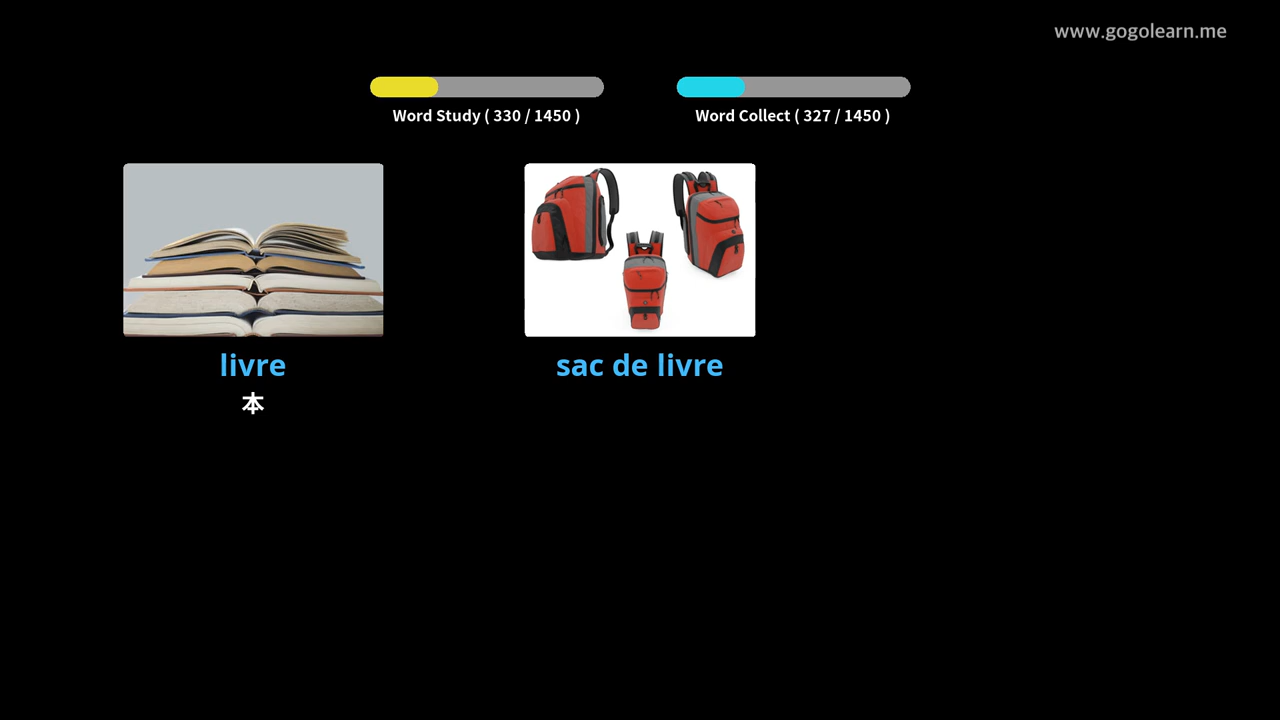 www.gogolearn.me
Word Study ( 330 / 1450 )
Word Collect ( 327 / 1450 )
livre
sac de livre
本